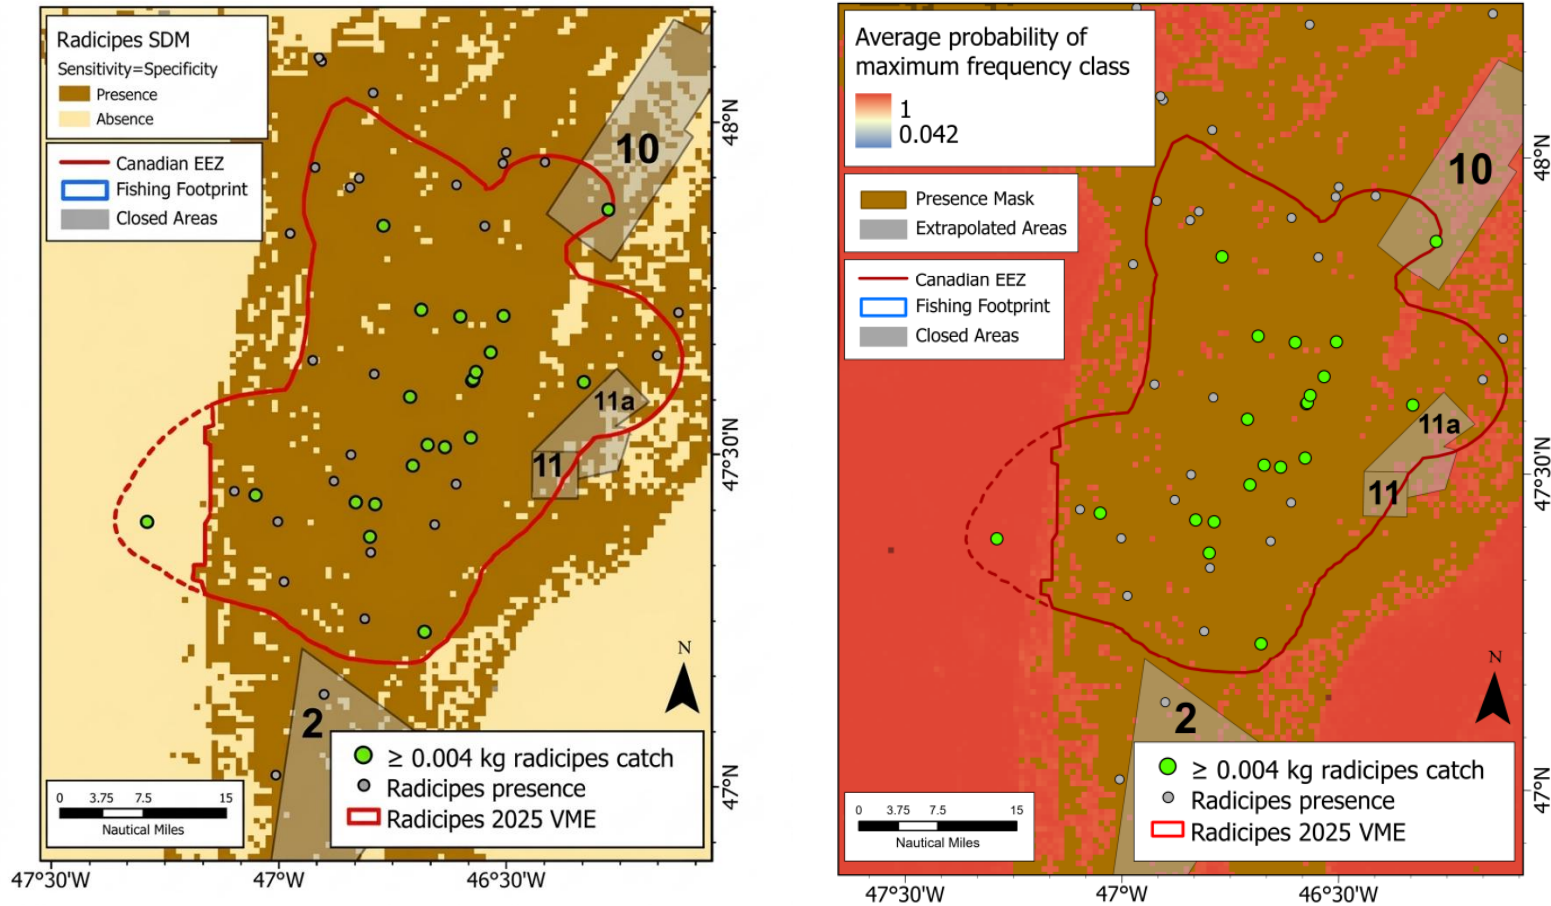 Radicipes SDM
Sensitivity=Specificity
Presence
Absence
Canadian EEZ
Fishing Footprint
Closed Areas
10
11a
11
2
N
≥ 0.004 kg radicipes catch
Radicipes presence
Radicipes 2025 VME
0 3.75 7.5 15
Nautical Miles
48°N
47°30'N
47°N
47°30'W 47°W 46°30'W
Average probability of
maximum frequency class
1
0.042
Presence Mask
Extrapolated Areas
Canadian EEZ
Fishing Footprint
Closed Areas
10
11a
11
2
N
≥ 0.004 kg radicipes catch
Radicipes presence
Radicipes 2025 VME
0 3.75 7.5 15
Nautical Miles
48°N
47°30'N
47°N
47°30'W 47°W 46°30'W